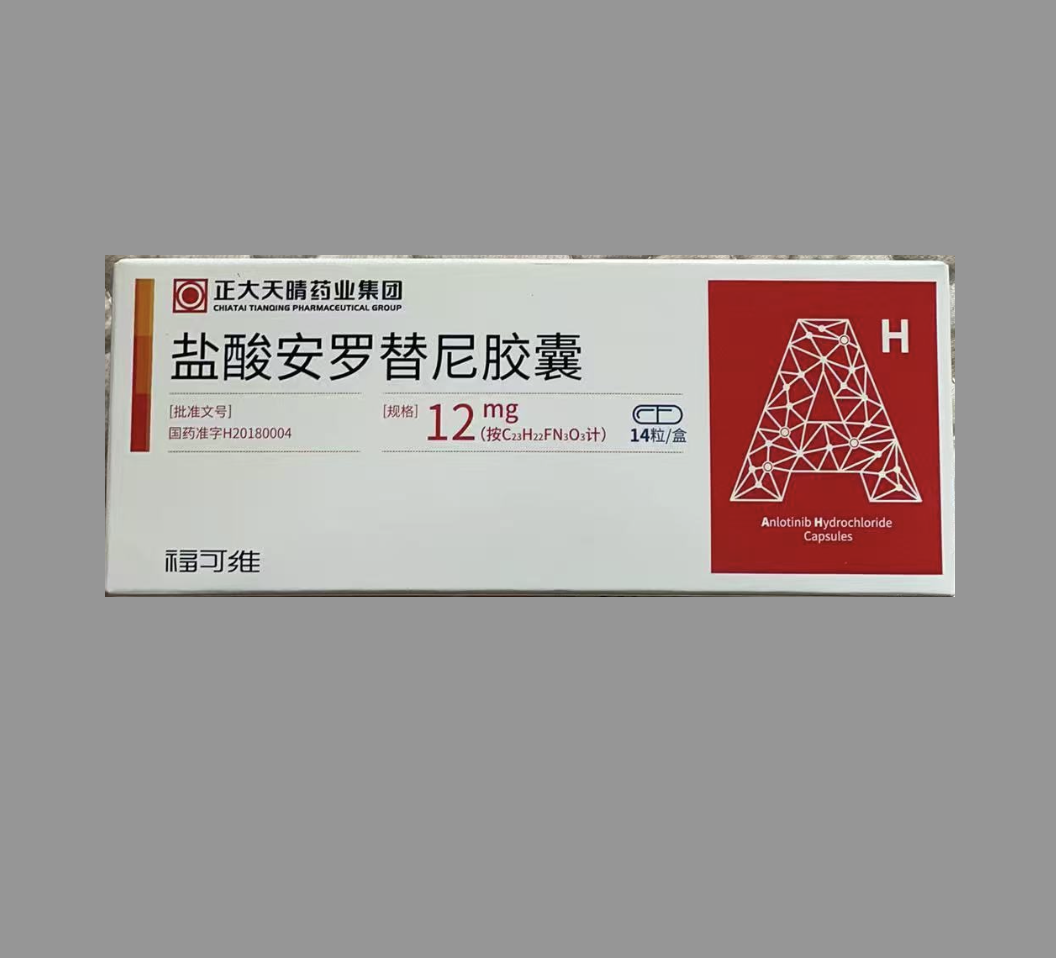 正大天晴药业集团
CHIATAI TIANQING PHARMACEUTICAL GROUP
盐酸安罗替尼胶囊
[批准文号]
国药准字H20180004
[规格] 12 mg
(按C₂₃H₂₂FN₃O₃计)
14粒/盒
福可维
H
Anlotinib Hydrochloride
Capsules